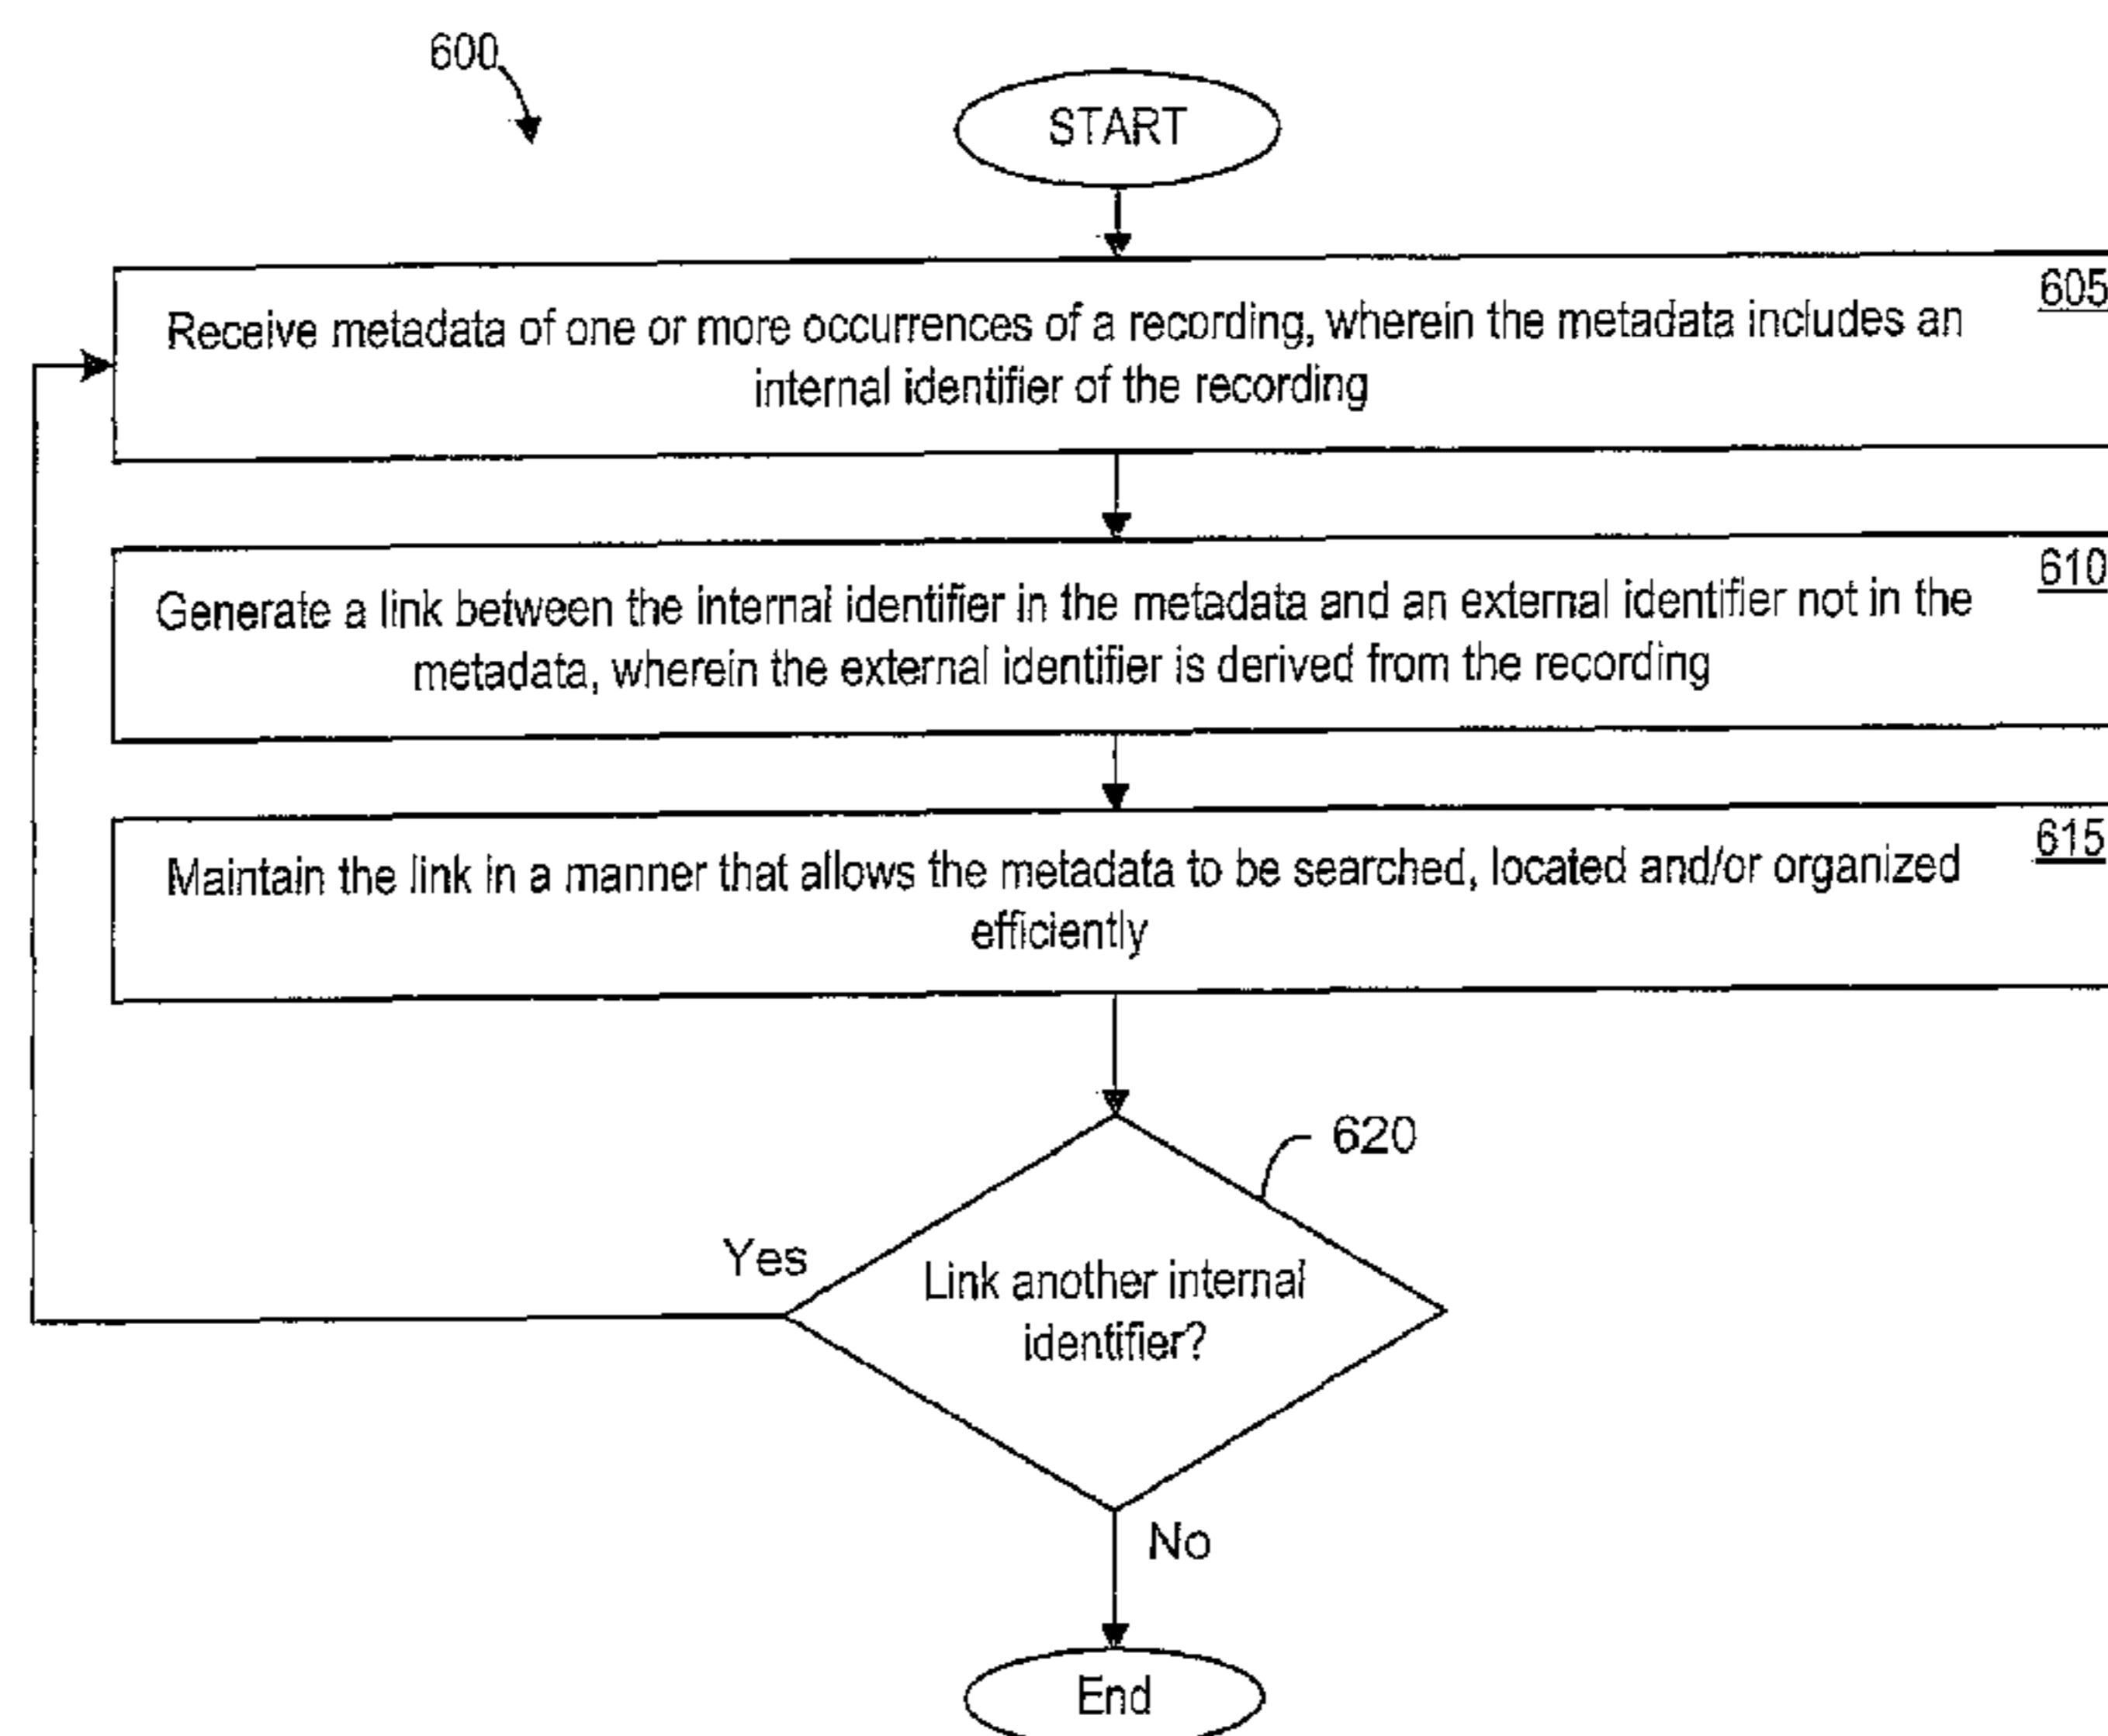 600
START
605
Receive metadata of one or more occurrences of a recording, wherein the metadata includes an
internal identifier of the recording
610
Generate a link between the internal identifier in the metadata and an external identifier not in the
metadata, wherein the external identifier is derived from the recording
615
Maintain the link in a manner that allows the metadata to be searched, located and/or organized
efficiently
620
Yes
Link another internal
identifier?
No
End